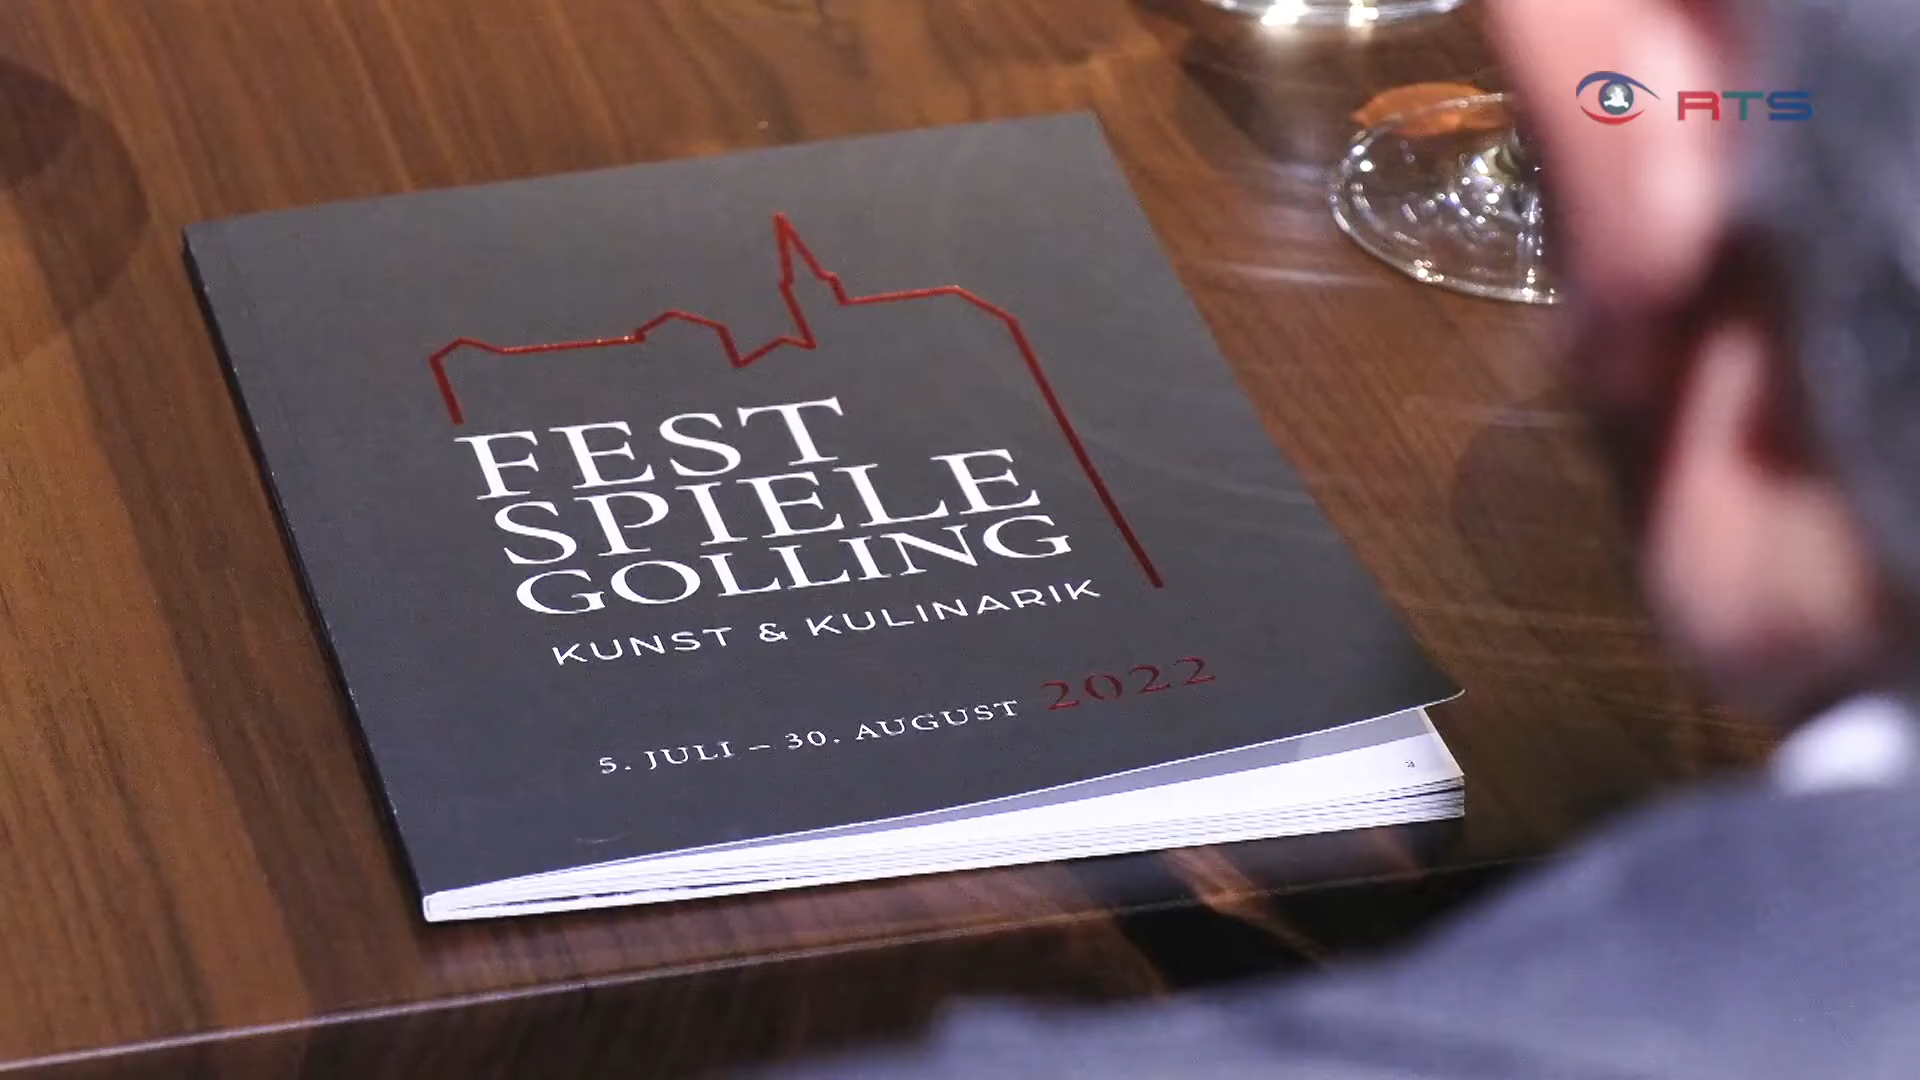 RTS
FEST
SPIELE
GOLLING
KUNST & KULINARIK
5. JULI – 30. AUGUST 2022